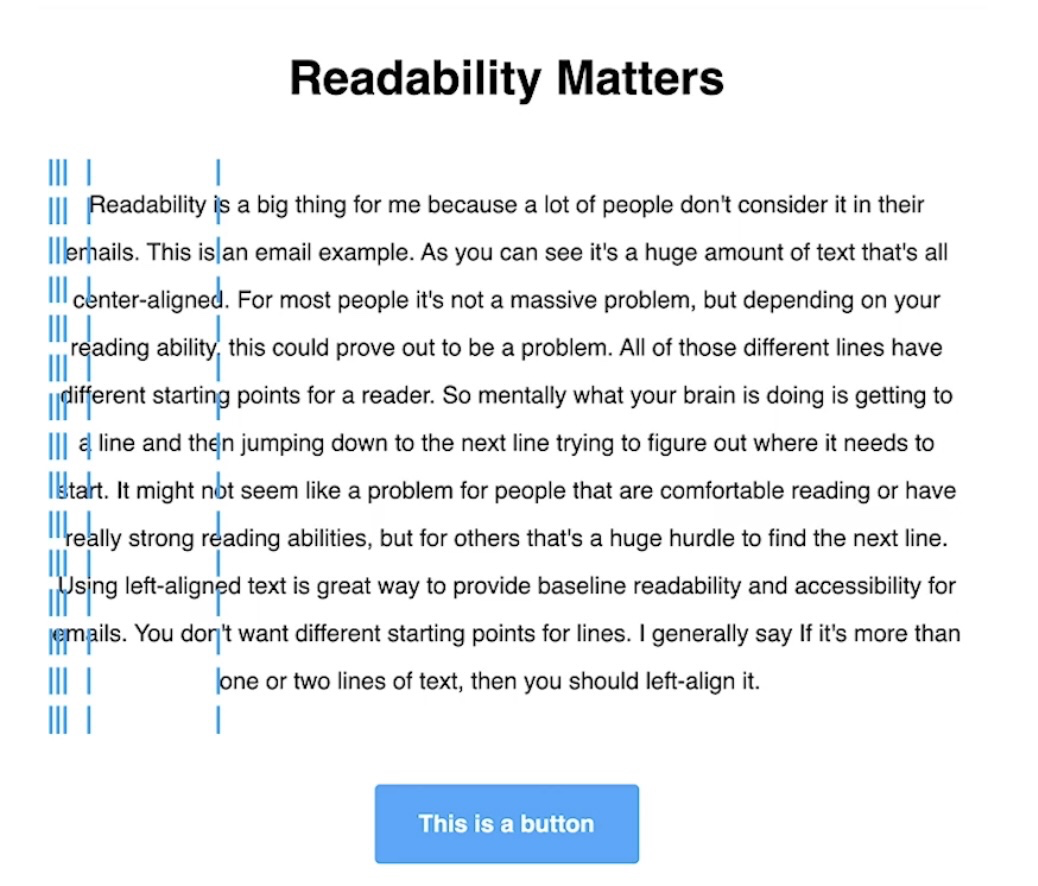 Readability Matters
Readability is a big thing for me because a lot of people don't consider it in their
emails. This is an email example. As you can see it's a huge amount of text that's all
center-aligned. For most people it's not a massive problem, but depending on your
reading ability, this could prove out to be a problem. All of those different lines have
different starting points for a reader. So mentally what your brain is doing is getting to
a line and then jumping down to the next line trying to figure out where it needs to
start. It might not seem like a problem for people that are comfortable reading or have
really strong reading abilities, but for others that's a huge hurdle to find the next line.
Using left-aligned text is great way to provide baseline readability and accessibility for
emails. You don't want different starting points for lines. I generally say If it's more than
one or two lines of text, then you should left-align it.
This is a button